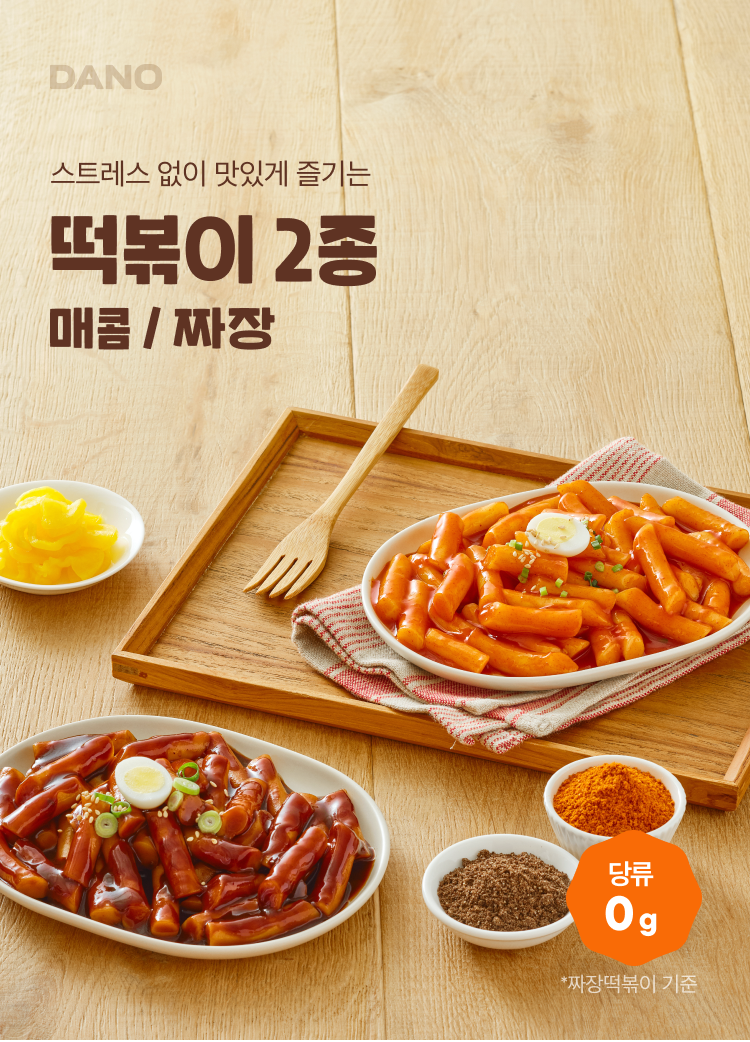 DANO
스트레스 없이 맛있게 즐기는
떡볶이 2종
매콤 / 짜장
당류
0g
*짜장떡볶이 기준